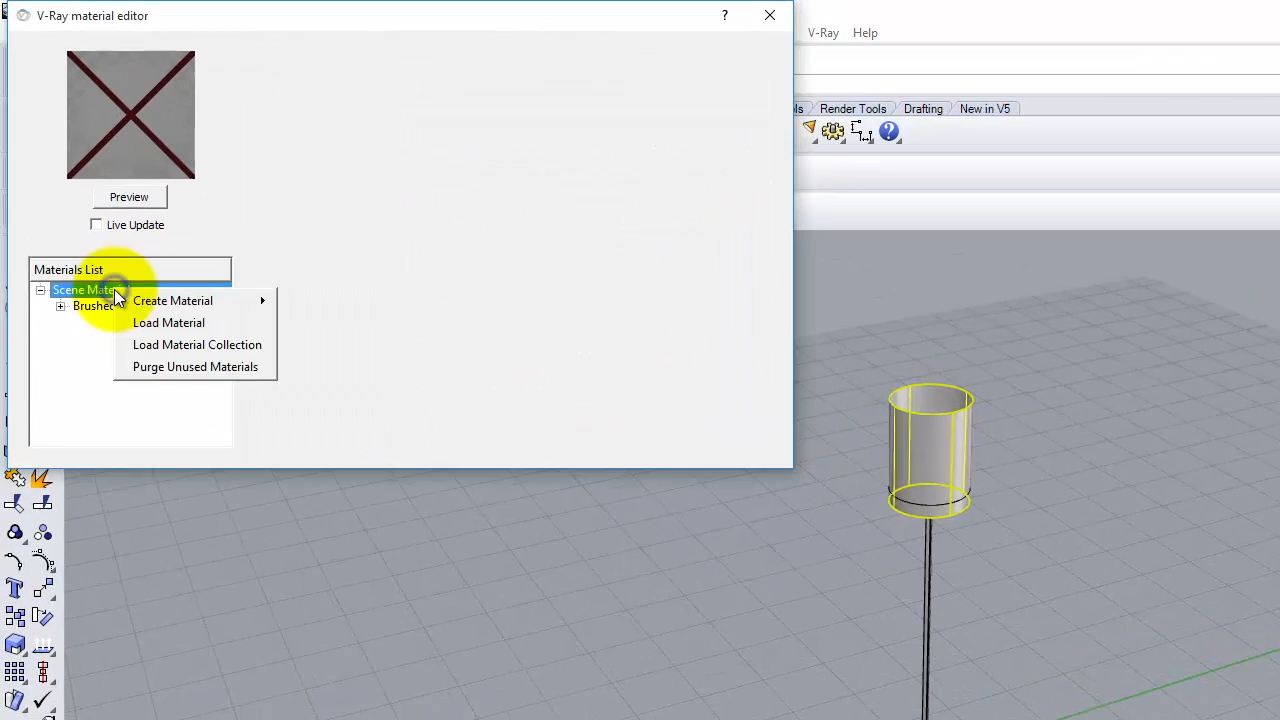 V-Ray material editor
?
V-Ray Help
Render Tools Drafting New in V5
Preview
Live Update
Materials List
Scene Mate
Brushed
Create Material
Load Material
Load Material Collection
Purge Unused Materials